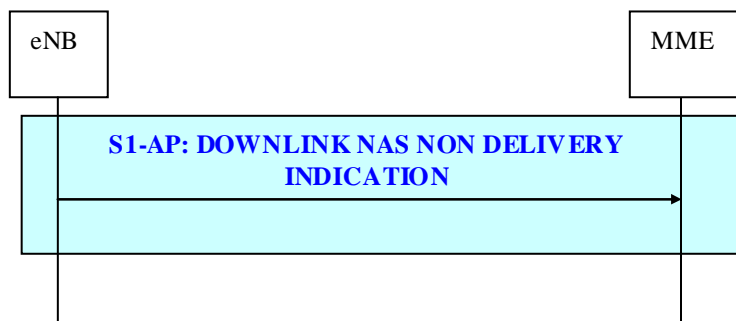 eNB
MME
S1-AP: DOWNLINK NAS NON DELIVERY
INDICATION